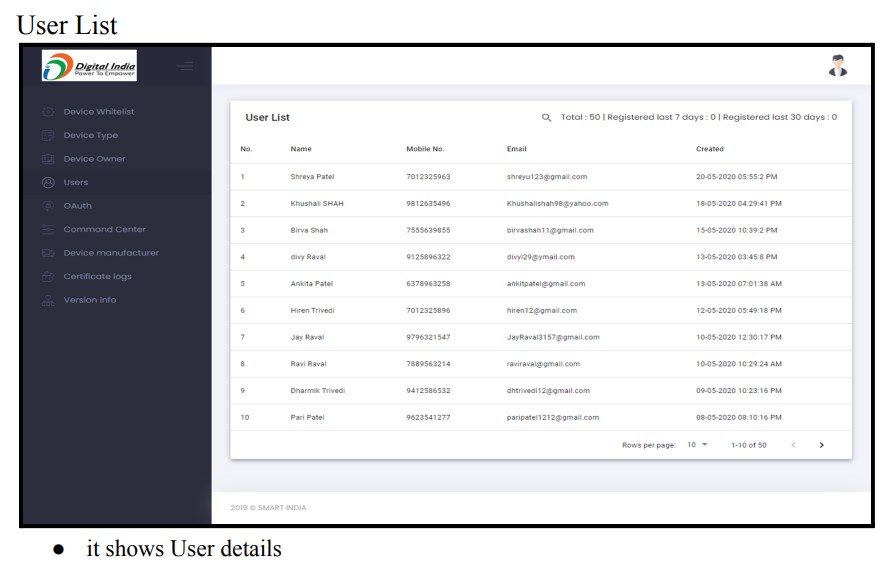 User List
Digital India
Power To Empower
Device Whitelist
Device Type
Device Owner
Users
OAuth
Command Center
Device manufacturer
Certificate logs
Version info
User List
Total : 50 | Registered last 7 days : 0 | Registered last 30 days : 0
No. Name Mobile No. Email Created
1 Shreya Patel 7012325963 shreyu123@gmail.com 20-05-2020 05:55:2 PM
2 Khushali SHAH 9812635496 Khushalishah98@yahoo.com 18-05-2020 04:29:41 PM
3 Birva Shah 7555639855 birvashah11@gmail.com 15-05-2020 10:39:2 PM
4 divy Raval 9125896322 divyl29@ymail.com 13-05-2020 03:45:8 PM
5 Ankita Patel 6378963258 ankitpatel@gmail.com 13-05-2020 07:01:38 AM
6 Hiren Trivedi 7012325896 hiren12@gmail.com 12-05-2020 05:49:18 PM
7 Jay Raval 9796321547 JayRaval3157@gmail.com 10-05-2020 12:30:17 PM
8 Ravi Raval 7889563214 raviraval@gmail.com 10-05-2020 10:29:24 AM
9 Dharmik Trivedi 9412586532 dhtrivedi12@gmail.com 09-05-2020 10:23:16 PM
10 Pari Patel 9623541277 paripatel1212@gmail.com 08-05-2020 08:10:16 PM
Rows per page: 10 1-10 of 50
2019 © SMART INDIA
● it shows User details